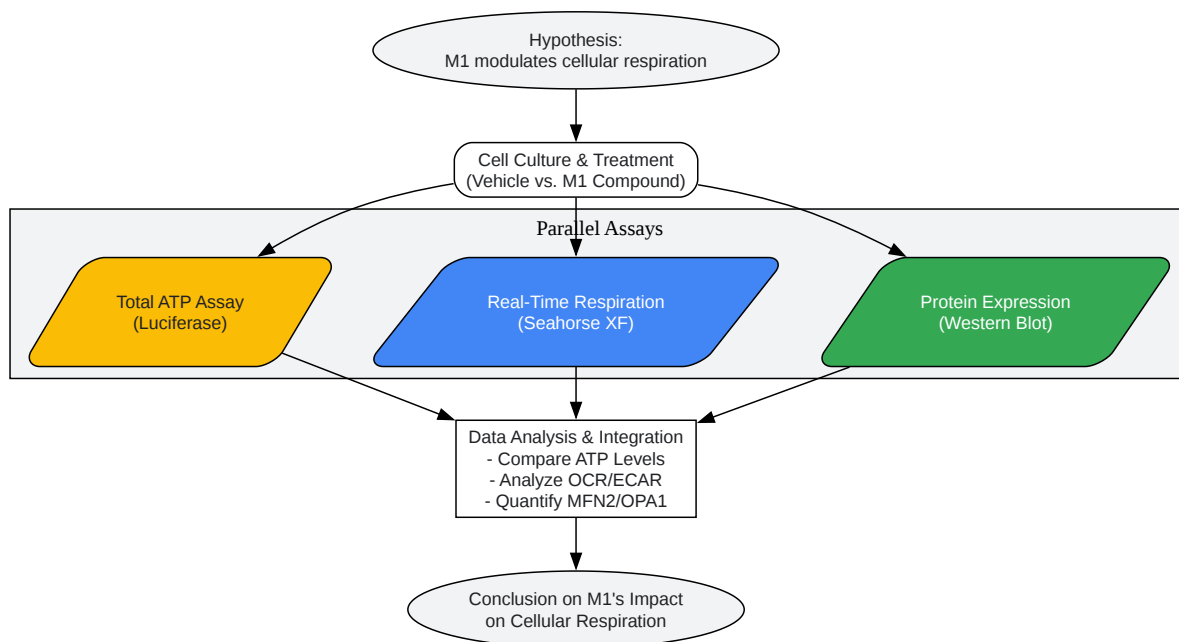 Hypothesis:
M1 modulates cellular respiration
Cell Culture & Treatment
(Vehicle vs. M1 Compound)
Parallel Assays
Total ATP Assay
(Luciferase)
Real-Time Respiration
(Seahorse XF)
Protein Expression
(Western Blot)
Data Analysis & Integration
- Compare ATP Levels
- Analyze OCR/ECAR
- Quantify MFN2/OPA1
Conclusion on M1's Impact
on Cellular Respiration